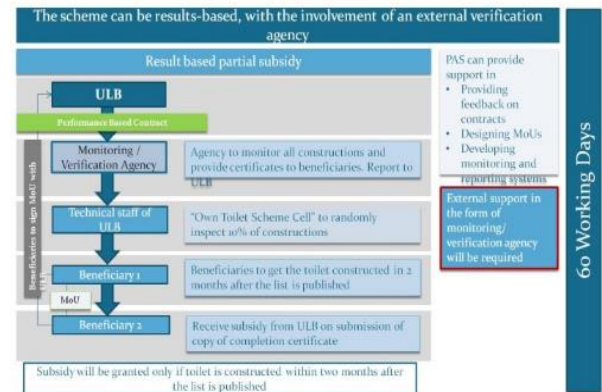 The scheme can be results-based, with the involvement of an external verification
agency
Result based partial subsidy
ULB
Performance Based Contract
Monitoring /
Verification Agency
Agency to monitor all constructions and
provide certificates to beneficiaries. Report to
ULB
Technical staff of
ULB
"Own Toilet Scheme Cell" to randomly
inspect 10% of constructions
Beneficiary 1
Beneficiaries to get the toilet constructed in 2
months after the list is published
MoU
Beneficiary 2
Receive subsidy from ULB on submission of
copy of completion certificate
Beneficiaries to sign MoU with
ULB
Subsidy will be granted only if toilet is constructed within two months after
the list is published
PAS can provide
support in
• Providing
feedback on
contracts
• Designing MoUs
• Developing
monitoring and
reporting systems
External support in
the form of
monitoring/
verification agency
will be required
60 Working Days